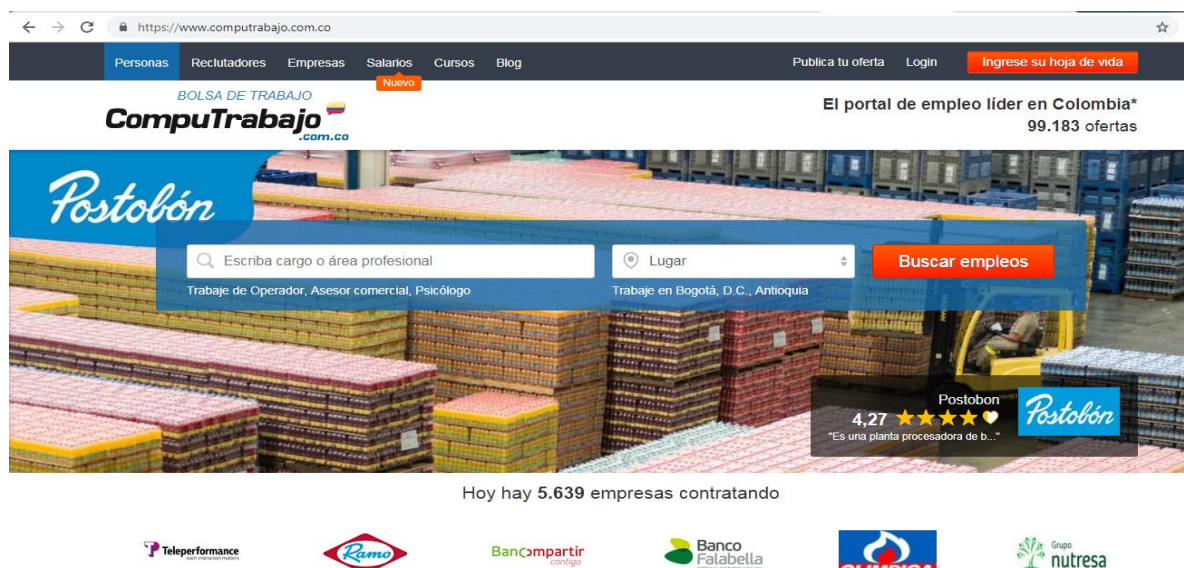 https://www.computrabajo.com.co
Personas Reclutadores Empresas Salarios Cursos Blog Publica tu oferta Login Ingrese su hoja de vida
Nuevo
BOLSA DE TRABAJO
CompuTrabajo
.com.co
El portal de empleo líder en Colombia*
99.183 ofertas
Postobón
Escriba cargo o área profesional Lugar Buscar empleos
Trabaje de Operador, Asesor comercial, Psicólogo Trabaje en Bogotá, D.C., Antioquia
Postobon
4,27
"Es una planta procesadora de b..."
Postobón
Hoy hay 5.639 empresas contratando
Teleperformance
each interaction matters
Ramo
Bancompartir
contigo
Banco
Falabella
OLIMPICA
Grupo
nutresa